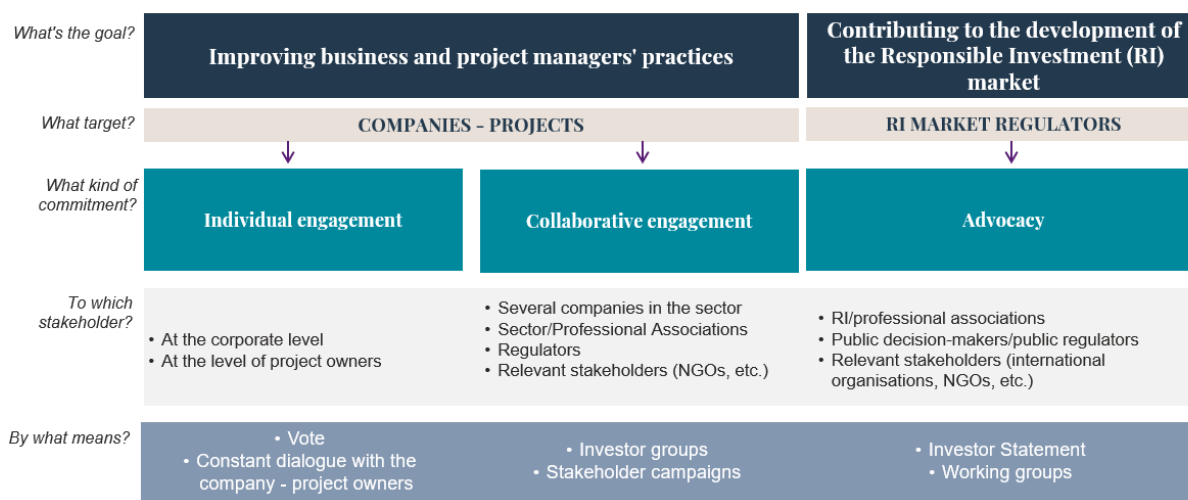 What's the goal?
Improving business and project managers' practices
Contributing to the development of
the Responsible Investment (RI)
market
What target?
COMPANIES - PROJECTS
RI MARKET REGULATORS
What kind of
commitment?
Individual engagement
Collaborative engagement
Advocacy
To which
stakeholder?
• At the corporate level
• At the level of project owners
• Several companies in the sector
• Sector/Professional Associations
• Regulators
• Relevant stakeholders (NGOs, etc.)
• RI/professional associations
• Public decision-makers/public regulators
• Relevant stakeholders (international
organisations, NGOs, etc.)
By what means?
• Vote
• Constant dialogue with the
company - project owners
• Investor groups
• Stakeholder campaigns
• Investor Statement
• Working groups